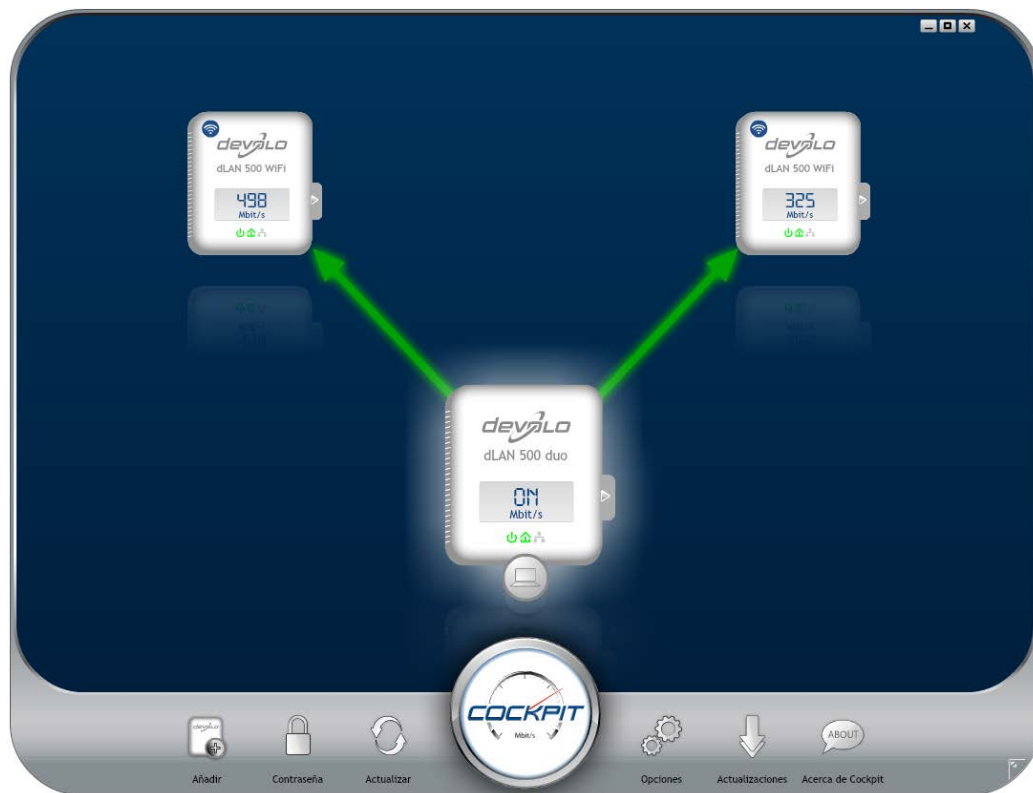 devolo
dLAN 500 WiFi
498
Mbit/s
devolo
dLAN 500 WiFi
325
Mbit/s
devolo
dLAN 500 duo
ON
Mbit/s
COCKPIT
Mbit/s
devolo
ABOUT
Añadir
Contraseña
Actualizar
Opciones
Actualizaciones
Acerca de Cockpit